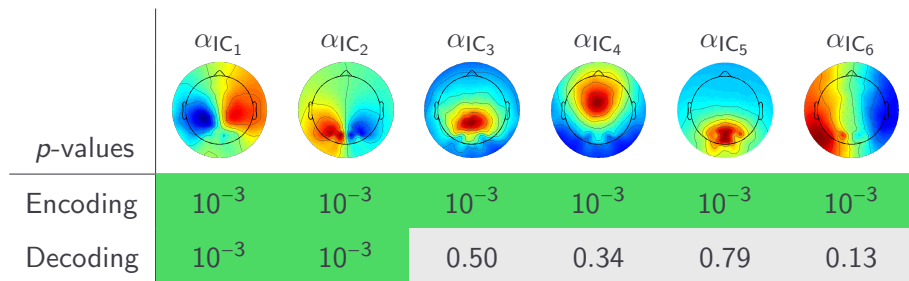 α_IC₁ α_IC₂ α_IC₃ α_IC₄ α_IC₅ α_IC₆
p-values
Encoding 10⁻³ 10⁻³ 10⁻³ 10⁻³ 10⁻³ 10⁻³
Decoding 10⁻³ 10⁻³ 0.50 0.34 0.79 0.13